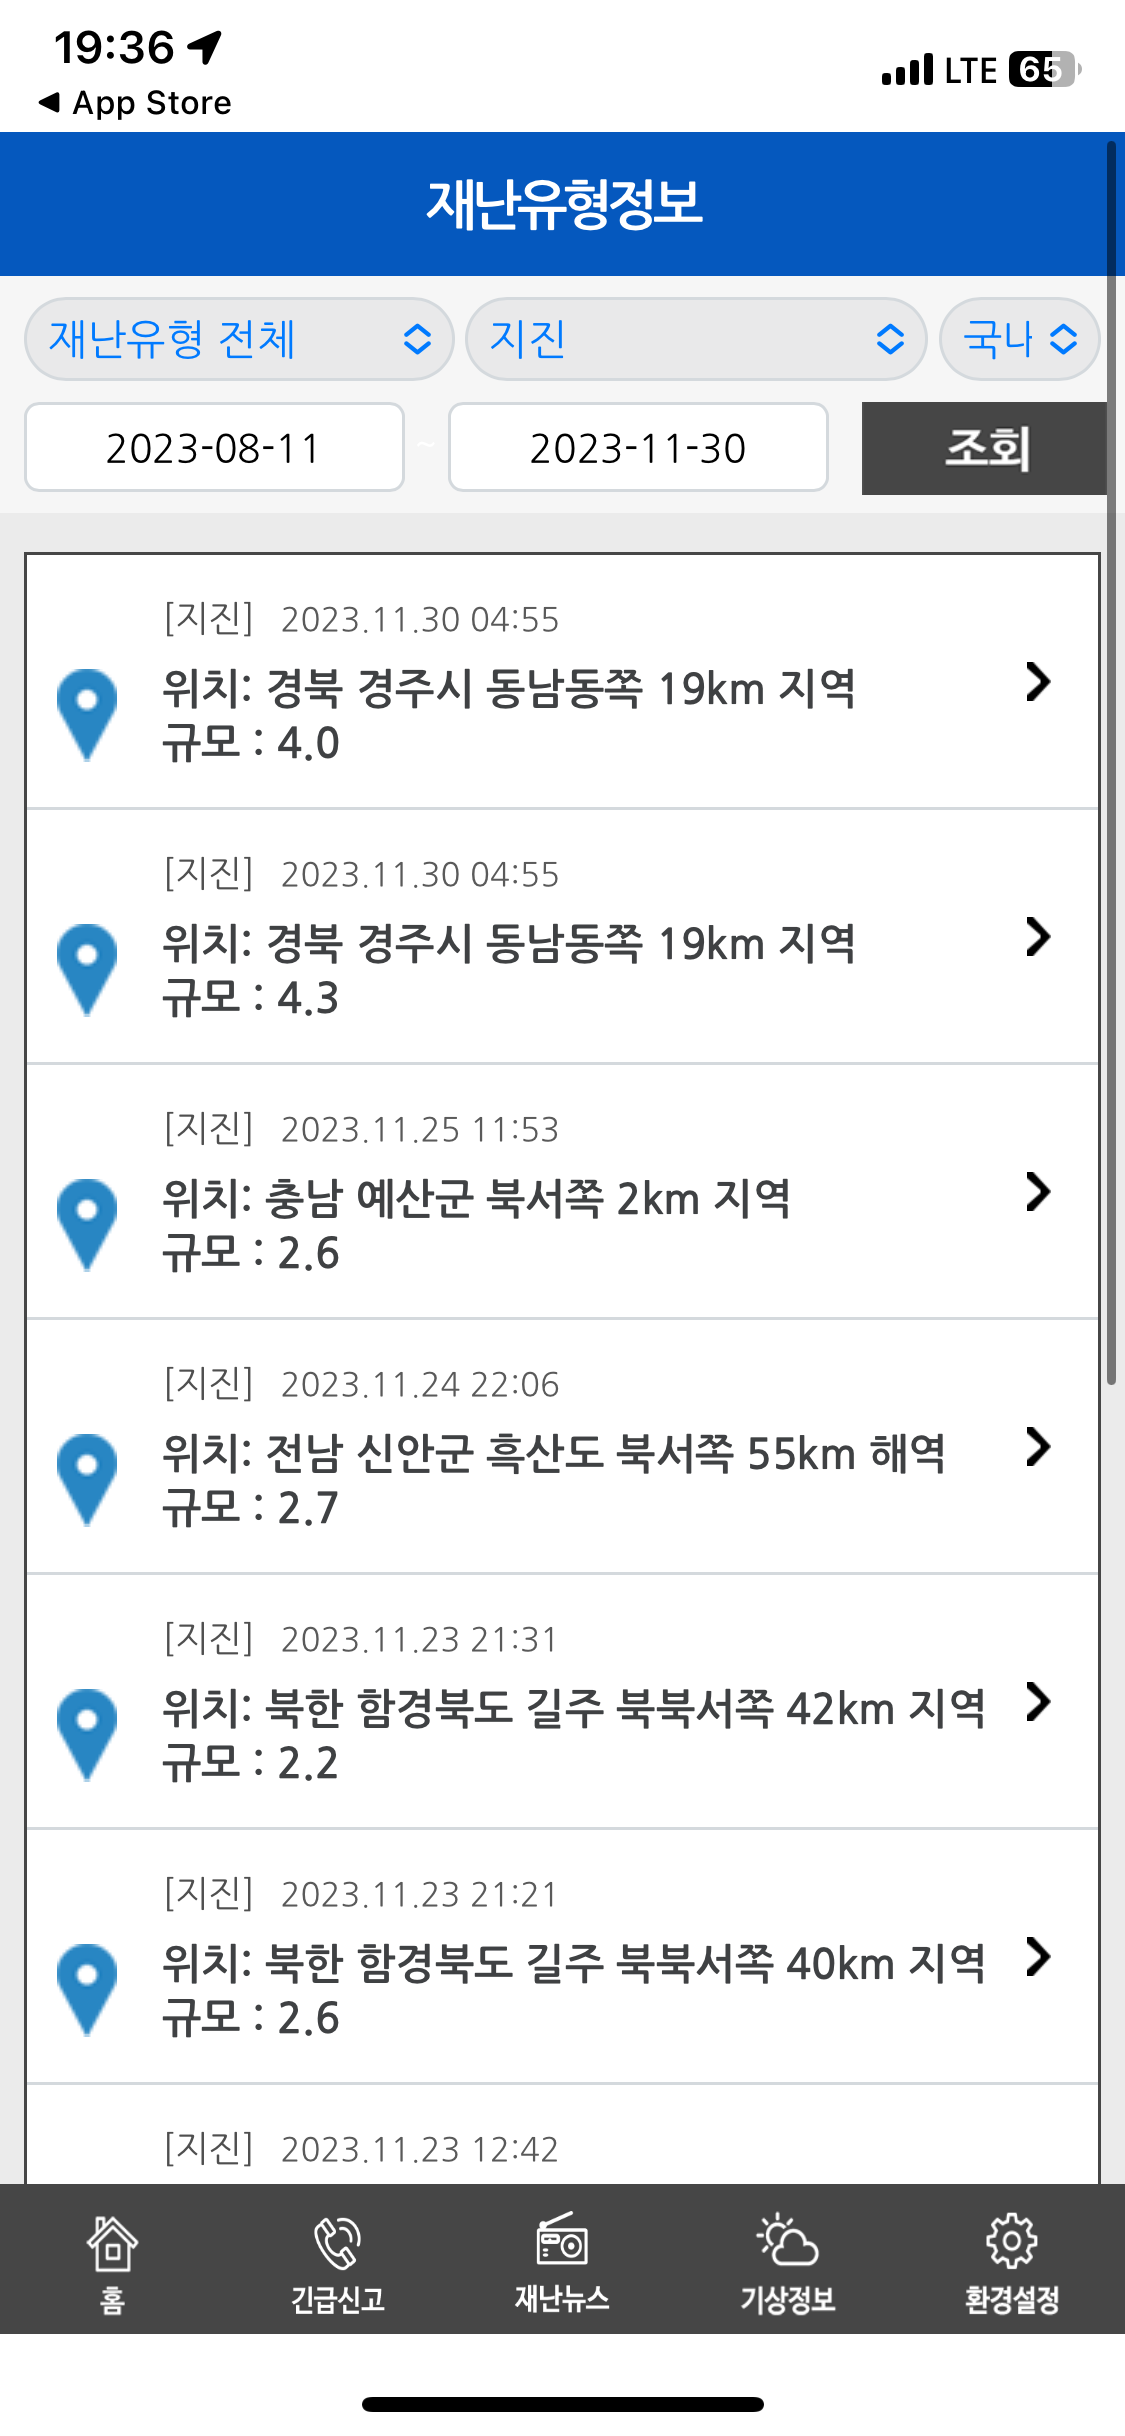 19:36
◀ App Store
LTE 65
재난유형정보
재난유형 전체
지진
국내
2023-08-11 ~ 2023-11-30
조회
[지진] 2023.11.30 04:55
위치: 경북 경주시 동남동쪽 19km 지역
규모 : 4.0
[지진] 2023.11.30 04:55
위치: 경북 경주시 동남동쪽 19km 지역
규모 : 4.3
[지진] 2023.11.25 11:53
위치: 충남 예산군 북서쪽 2km 지역
규모 : 2.6
[지진] 2023.11.24 22:06
위치: 전남 신안군 흑산도 북서쪽 55km 해역
규모 : 2.7
[지진] 2023.11.23 21:31
위치: 북한 함경북도 길주 북북서쪽 42km 지역
규모 : 2.2
[지진] 2023.11.23 21:21
위치: 북한 함경북도 길주 북북서쪽 40km 지역
규모 : 2.6
[지진] 2023.11.23 12:42
홈
긴급신고
재난뉴스
기상정보
환경설정